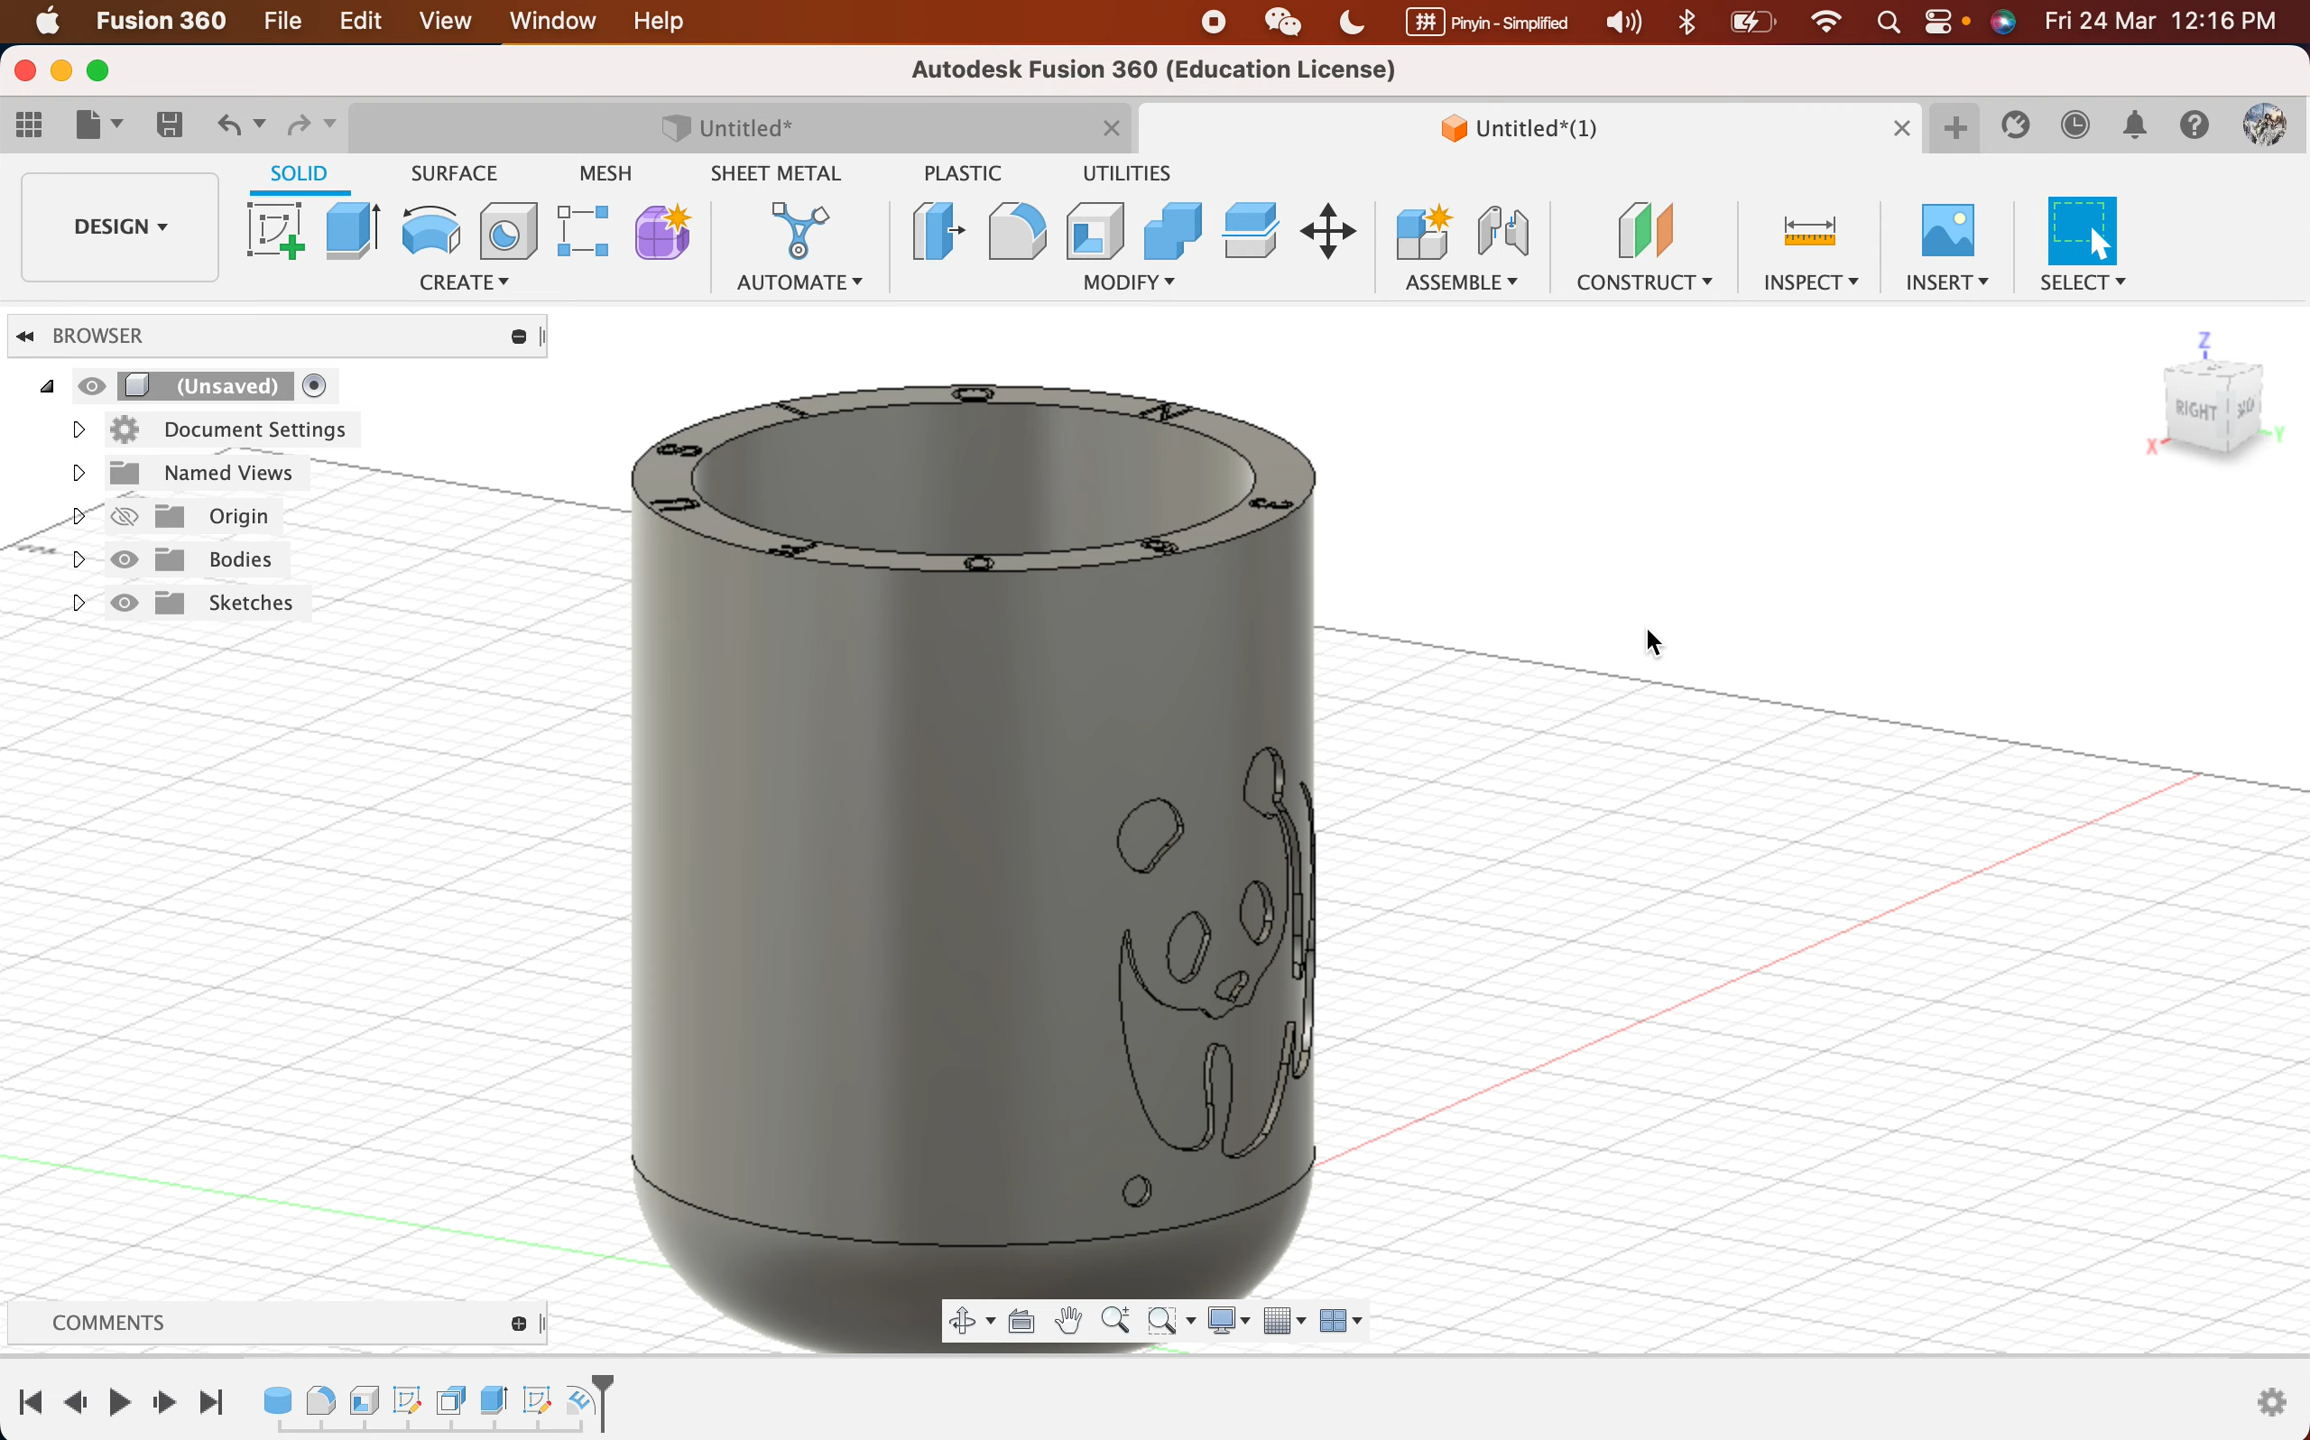 Fusion 360 File Edit View Window Help 拼 Pinyin - Simplified Fri 24 Mar 12:16 PM
Autodesk Fusion 360 (Education License)
Untitled* Untitled*(1)
SOLID SURFACE MESH SHEET METAL PLASTIC UTILITIES
DESIGN
CREATE AUTOMATE MODIFY ASSEMBLE CONSTRUCT INSPECT INSERT SELECT
BROWSER
(Unsaved)
Document Settings
Named Views
Origin
Bodies
Sketches
Z
RIGHT
X Y
COMMENTS